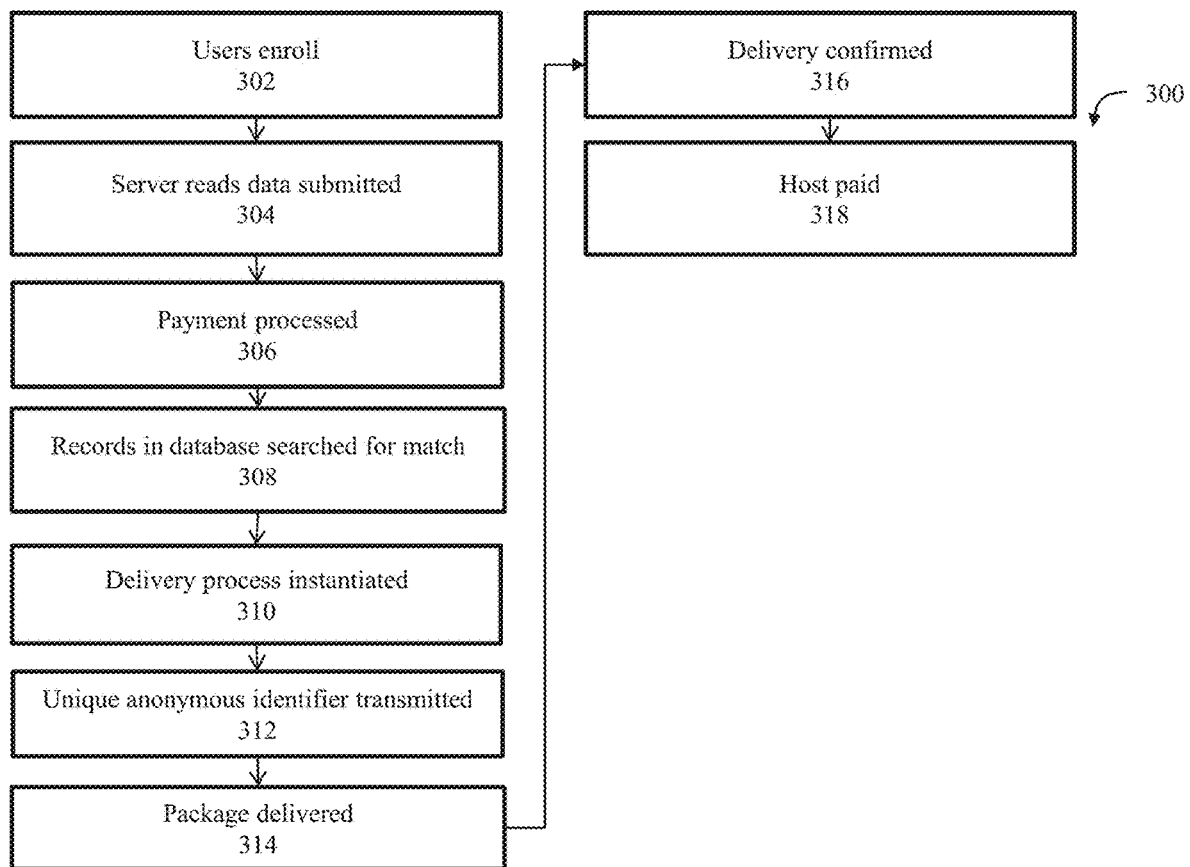 Users enroll
302
Server reads data submitted
304
Payment processed
306
Records in database searched for match
308
Delivery process instantiated
310
Unique anonymous identifier transmitted
312
Package delivered
314
Delivery confirmed
316
Host paid
318
300